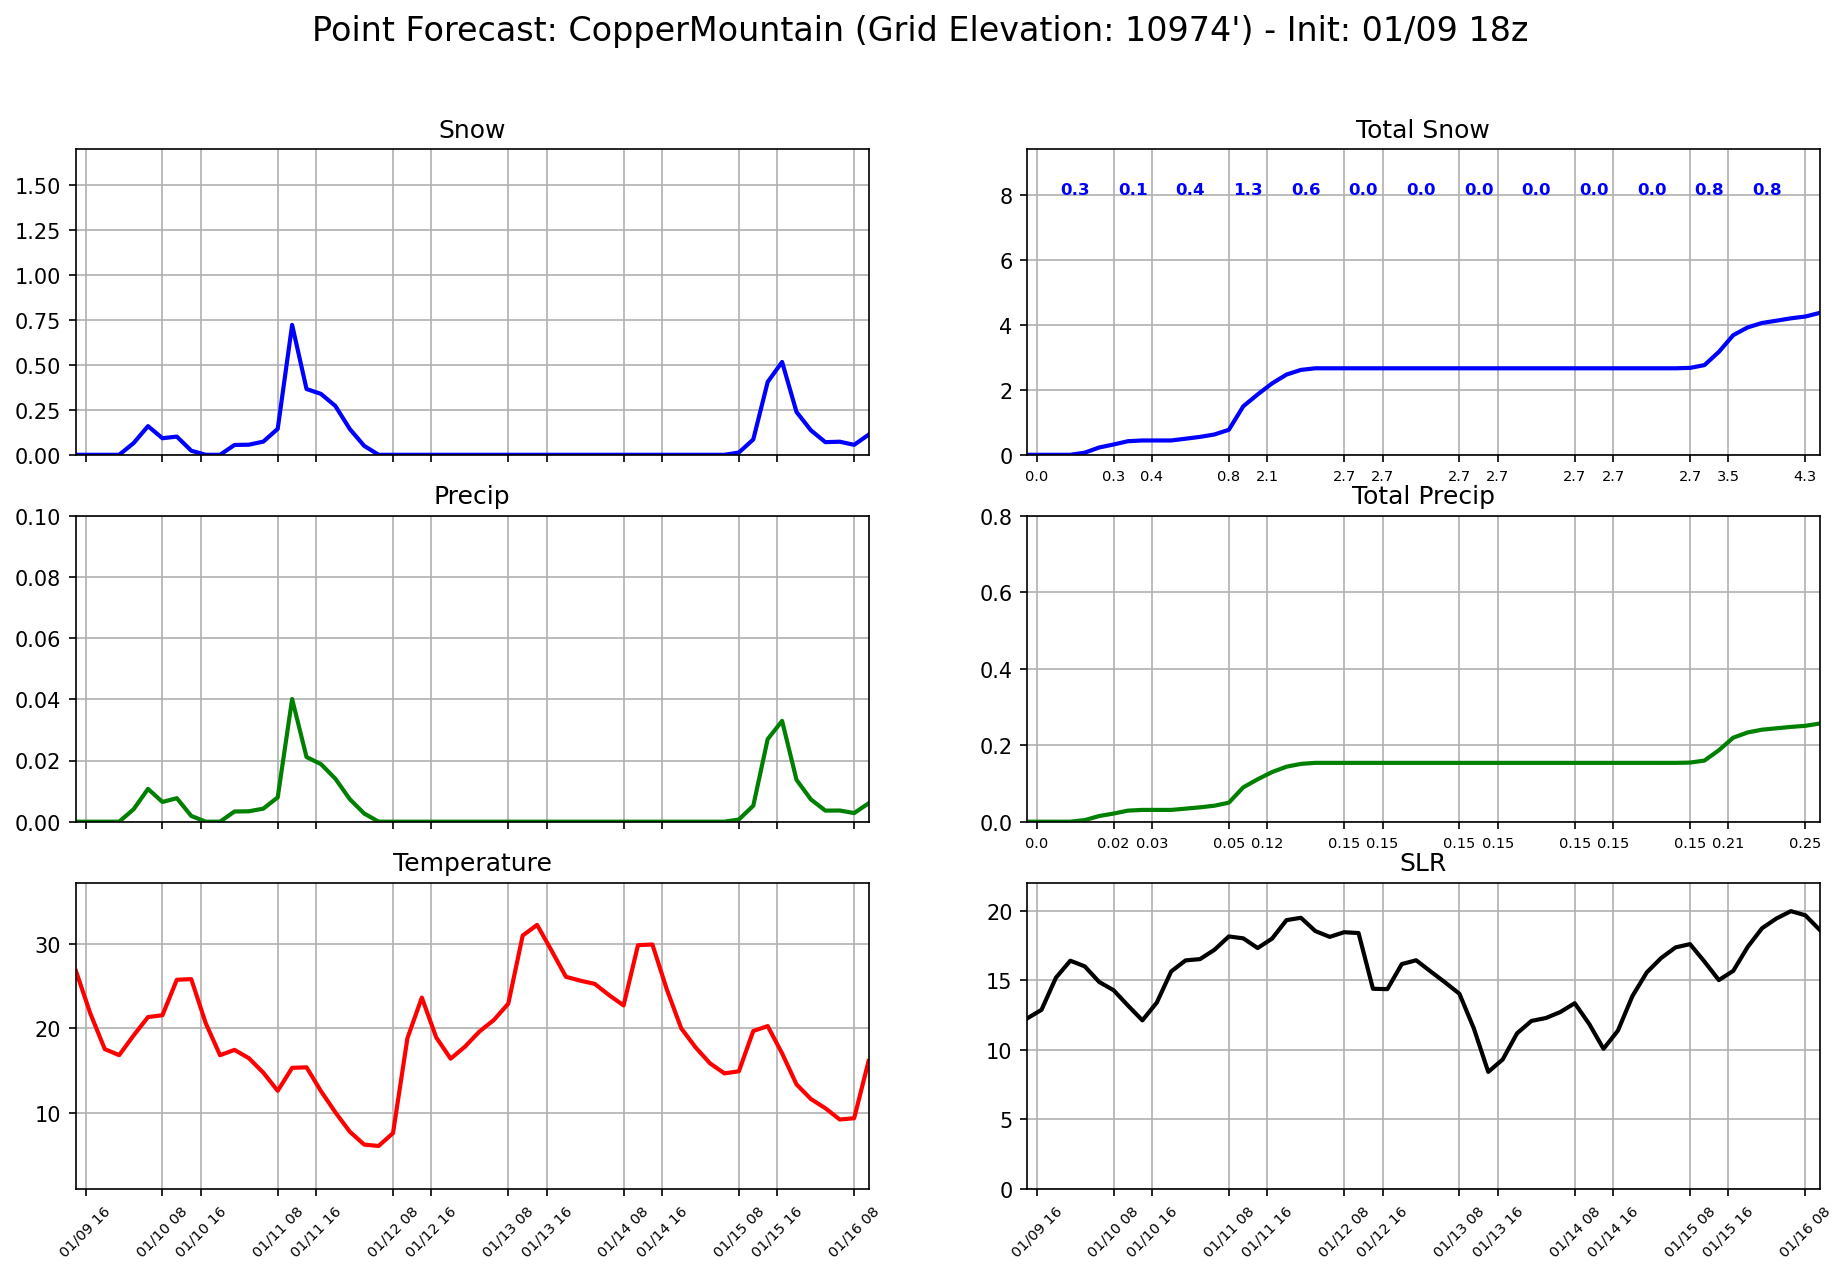 Point Forecast: CopperMountain (Grid Elevation: 10974') - Init: 01/09 18z
Snow
1.50
1.25
1.00
0.75
0.50
0.25
0.00
Total Snow
0.3 0.1 0.4 1.3 0.6 0.0 0.0 0.0 0.0 0.0 0.0 0.8 0.8
8
6
4
2
0
0.0 0.3 0.4 0.8 2.1 2.7 2.7 2.7 2.7 2.7 2.7 2.7 3.5 4.3
Precip
0.10
0.08
0.06
0.04
0.02
0.00
Total Precip
0.8
0.6
0.4
0.2
0.0
0.0 0.02 0.03 0.05 0.12 0.15 0.15 0.15 0.15 0.15 0.15 0.15 0.21 0.25
Temperature
30
20
10
01/09 16 01/10 08 01/10 16 01/11 08 01/11 16 01/12 08 01/12 16 01/13 08 01/13 16 01/14 08 01/14 16 01/15 08 01/15 16 01/16 08
SLR
20
15
10
5
0
01/09 16 01/10 08 01/10 16 01/11 08 01/11 16 01/12 08 01/12 16 01/13 08 01/13 16 01/14 08 01/14 16 01/15 08 01/15 16 01/16 08